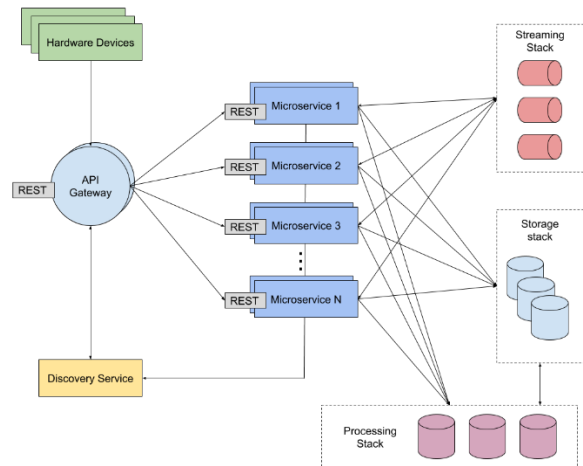 Hardware Devices
Streaming
Stack
REST
Microservice 1
REST
Microservice 2
API
Gateway
REST
REST
Microservice 3
Storage
stack
REST
Microservice N
Discovery Service
Processing
Stack